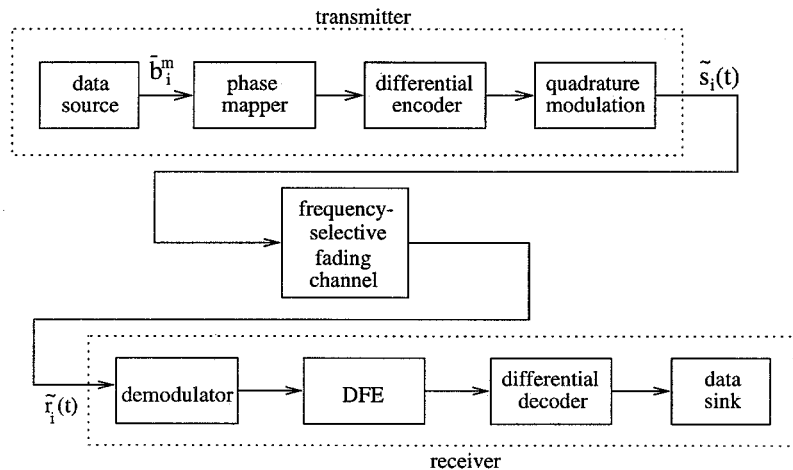 transmitter
data source
b̄ᵢᵐ
phase mapper
differential encoder
quadrature modulation
s̃ᵢ(t)
frequency-
selective
fading
channel
r̃ᵢ(t)
demodulator
DFE
differential decoder
data sink
receiver